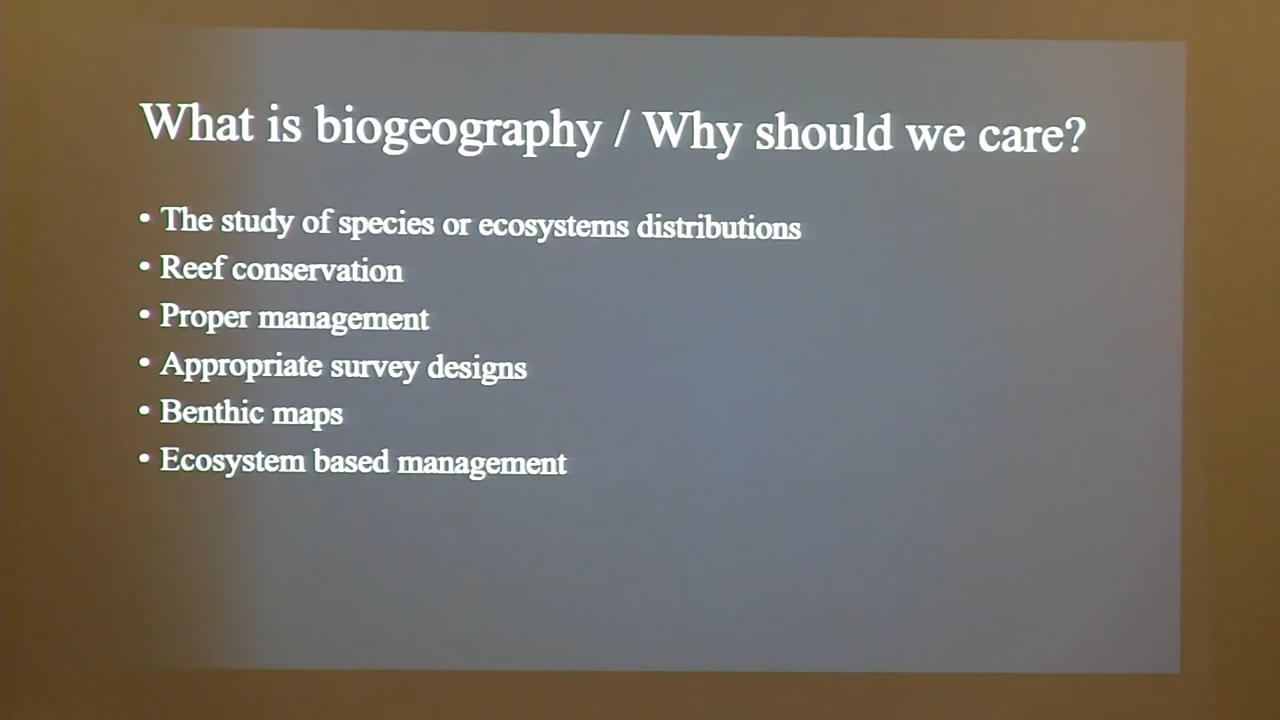 What is biogeography / Why should we care?
• The study of species or ecosystems distributions
• Reef conservation
• Proper management
• Appropriate survey designs
• Benthic maps
• Ecosystem based management